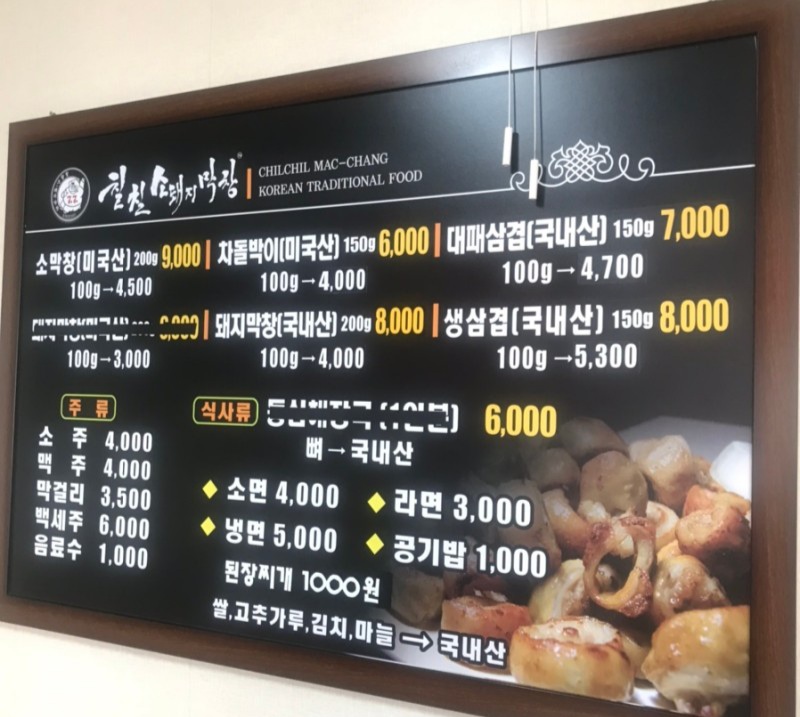 칠칠 소돼지막장
CHILCHIL MAC-CHANG
KOREAN TRADITIONAL FOOD
소막창(미국산) 200g 9,000 | 차돌박이(미국산) 150g 6,000 | 대패삼겹(국내산) 150g 7,000
100g→4,500 100g→4,000 100g→4,700
6,000 | 돼지막창(국내산) 200g 8,000 | 생삼겹(국내산) 150g 8,000
100g→3,000 100g→4,000 100g→5,300
주 류
소 주 4,000
맥 주 4,000
막걸리 3,500
백세주 6,000
음료수 1,000
식사류 (1인분) 6,000
뼈→국내산
소면 4,000 라면 3,000
냉면 5,000 공기밥 1,000
된장찌개 1000원
쌀,고추가루,김치,마늘→국내산